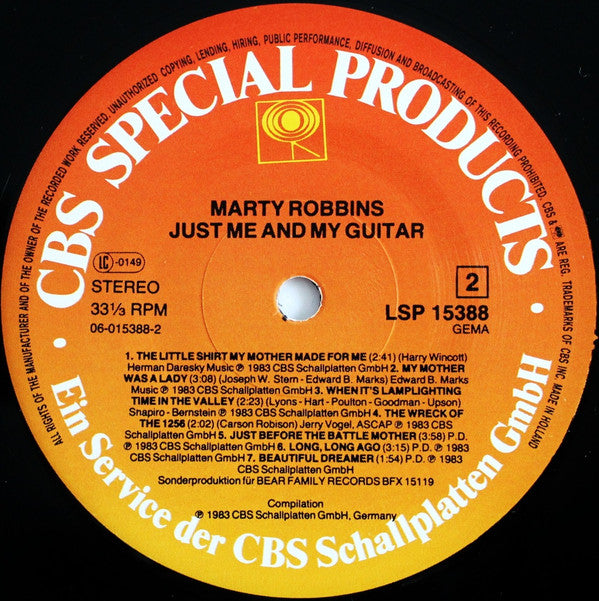 ALL RIGHTS OF THE MANUFACTURER AND OF THE OWNER OF THE RECORDED WORK RESERVED. UNAUTHORIZED COPYING, LENDING, HIRING, PUBLIC PERFORMANCE, DIFFUSION AND BROADCASTING OF THIS RECORDING PROHIBITED. CBS & ARE REG. TRADEMARKS OF CBS INC. MADE IN HOLLAND
· CBS SPECIAL PRODUCTS ·
MARTY ROBBINS
JUST ME AND MY GUITAR
LC -0149
STEREO
33⅓ RPM
06-015388-2
2
LSP 15388
GEMA
1. THE LITTLE SHIRT MY MOTHER MADE FOR ME (2:41) (Harry Wincott)
Herman Daresky Music ℗ 1983 CBS Schallplatten GmbH 2. MY MOTHER
WAS A LADY (3:08) (Joseph W. Stern - Edward B. Marks) Edward B. Marks
Music ℗ 1983 CBS Schallplatten GmbH 3. WHEN IT'S LAMPLIGHTING
TIME IN THE VALLEY (2:23) (Lyons - Hart - Poulton - Goodman - Upson)
Shapiro - Bernstein ℗ 1983 CBS Schallplatten GmbH 4. THE WRECK OF
THE 1256 (2:02) (Carson Robison) Jerry Vogel, ASCAP ℗ 1983 CBS
Schallplatten GmbH 5. JUST BEFORE THE BATTLE MOTHER (3:58) P.D.
℗ 1983 CBS Schallplatten GmbH 6. LONG, LONG AGO (3:15) P.D. ℗ 1983
CBS Schallplatten GmbH 7. BEAUTIFUL DREAMER (1:54) P.D. ℗ 1983
CBS Schallplatten GmbH
Sonderproduktion für BEAR FAMILY RECORDS BFX 15119
Compilation
℗ 1983 CBS Schallplatten GmbH, Germany
Ein Service der CBS Schallplatten GmbH